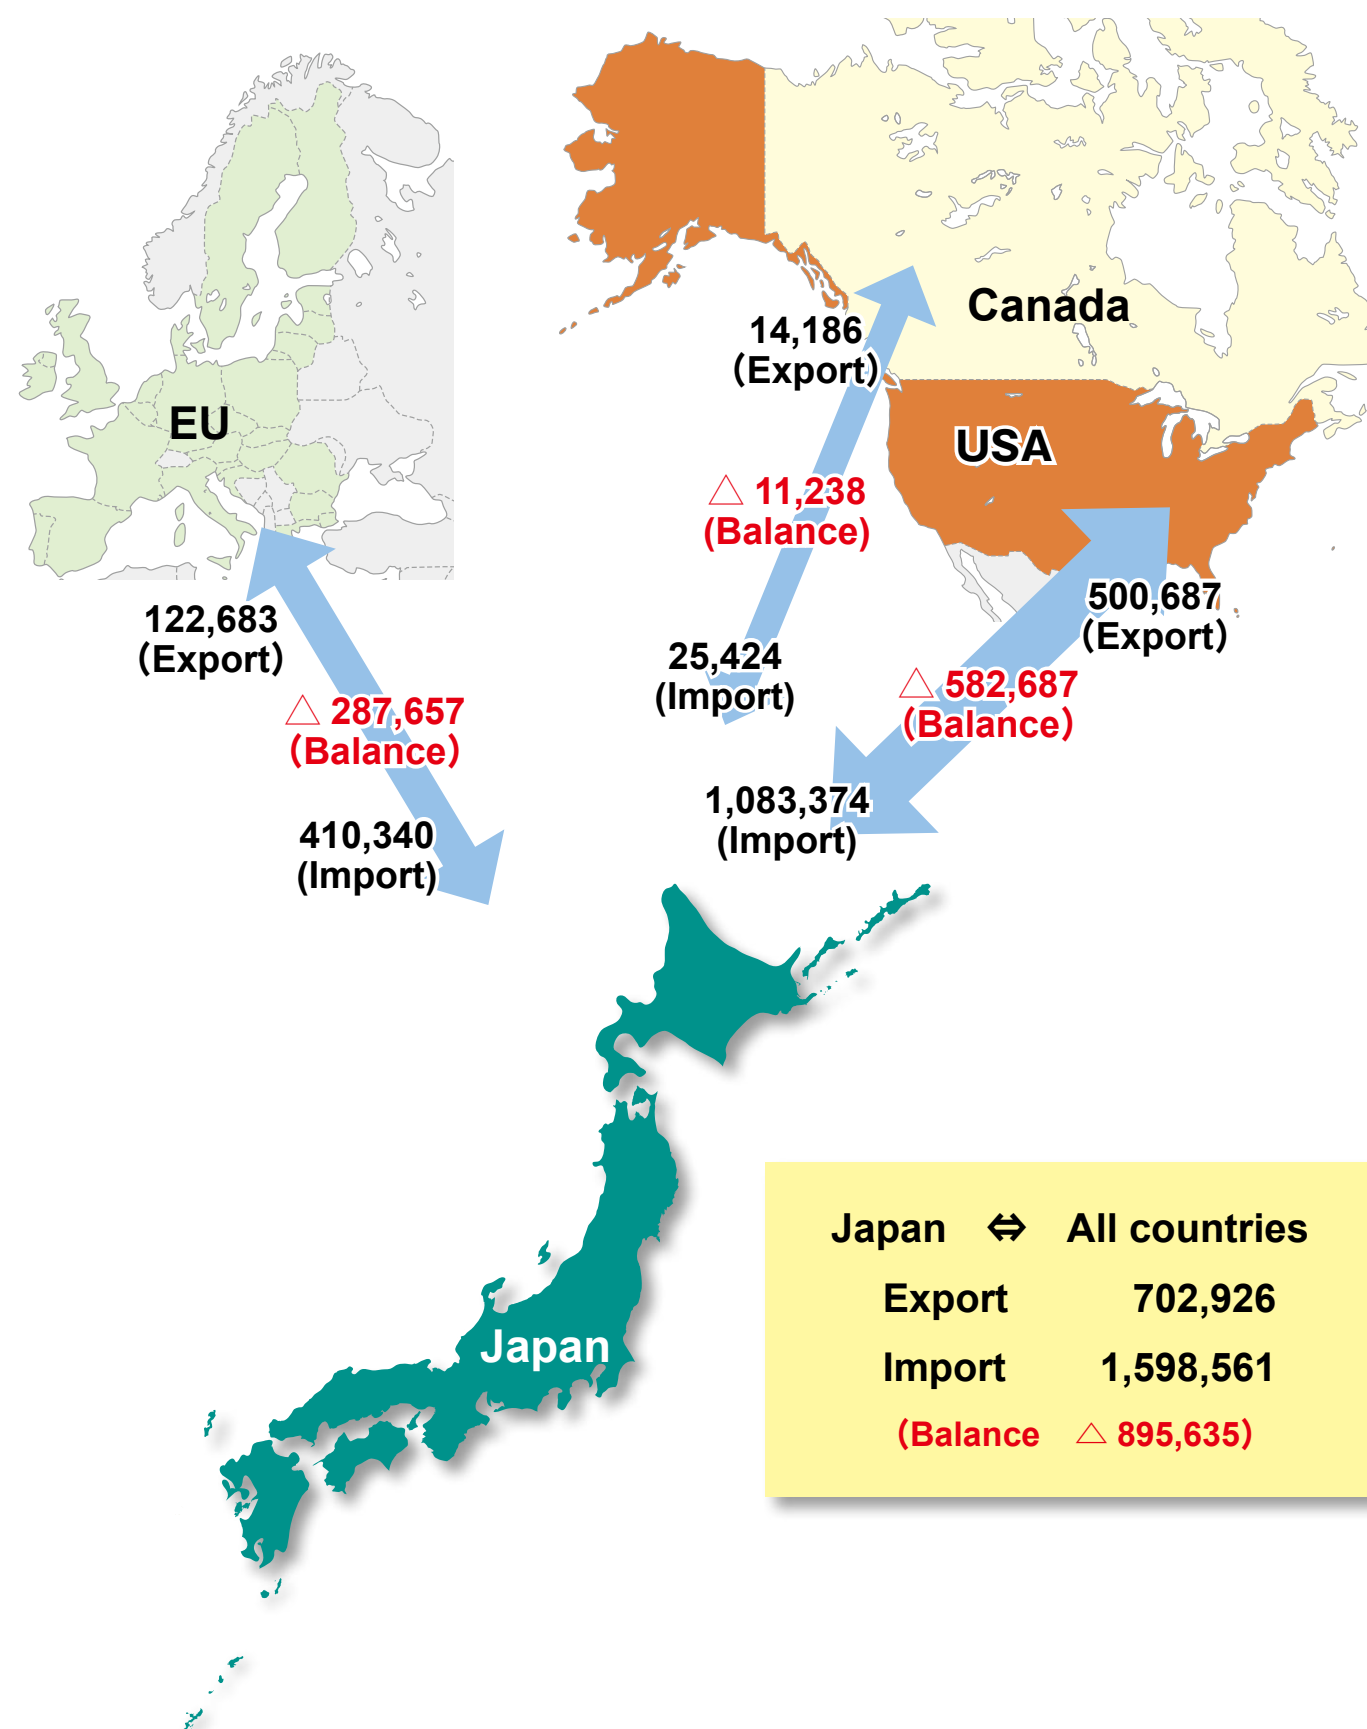 Canada
14,186
（Export）
EU
USA
△ 11,238
(Balance)
500,687
（Export）
122,683
（Export）
25,424
(Import)
△ 582,687
（Balance）
△ 287,657
（Balance）
1,083,374
(Import)
410,340
(Import)
Japan ⇔ All countries
Export 702,926
Import 1,598,561
（Balance △ 895,635）
Japan